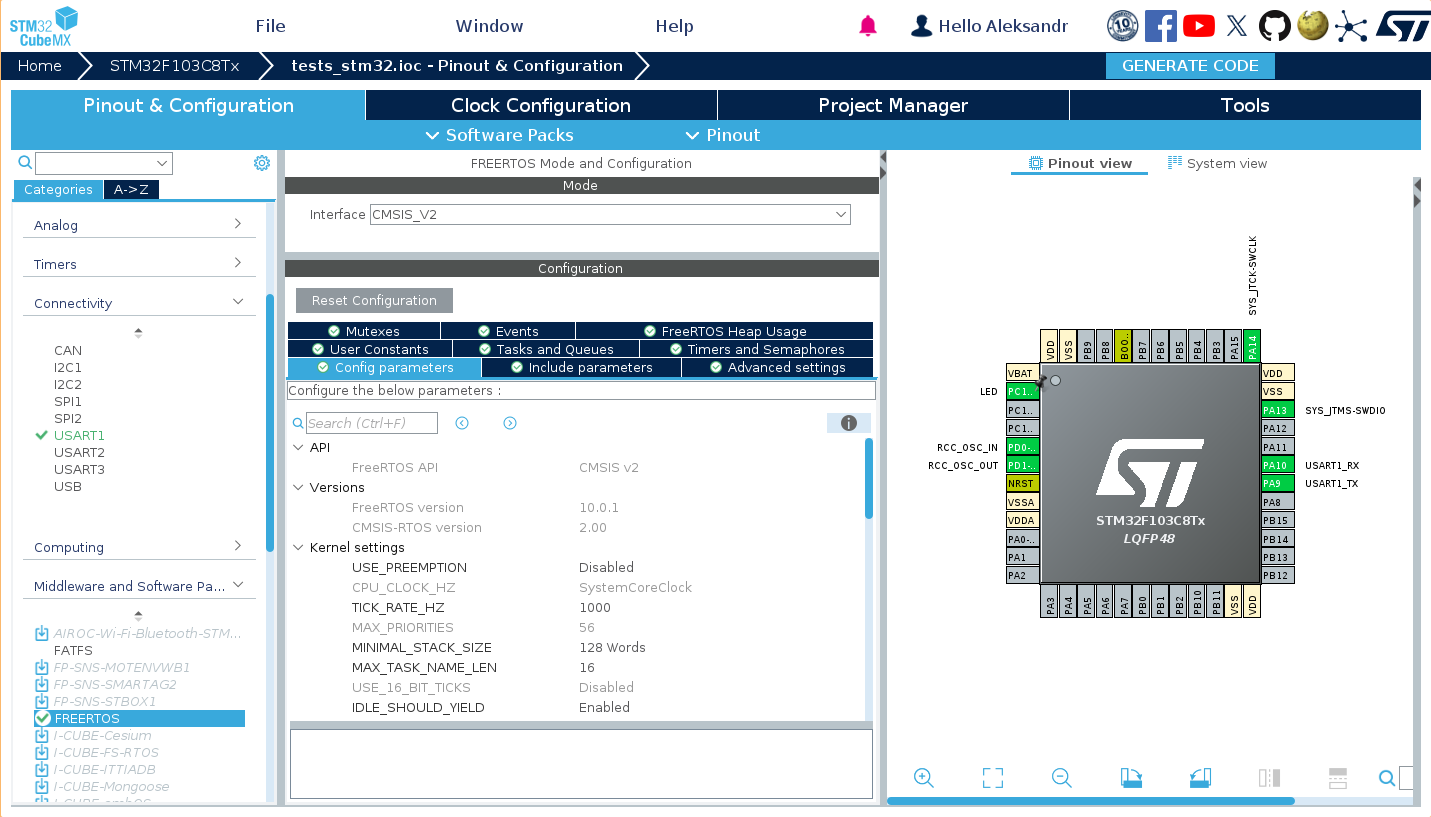 STM32
CubeMX
File
Window
Help
10
Hello Aleksandr
Home
STM32F103C8Tx
tests_stm32.ioc - Pinout & Configuration
GENERATE CODE
Pinout & Configuration
Clock Configuration
Project Manager
Tools
Software Packs
Pinout
Categories
A->Z
Analog
Timers
Connectivity
CAN
I2C1
I2C2
SPI1
SPI2
USART1
USART2
USART3
USB
Computing
Middleware and Software Pa...
AIROC-Wi-Fi-Bluetooth-STM...
FATFS
FP-SNS-MOTENVWB1
FP-SNS-SMARTAG2
FP-SNS-STBOX1
FREERTOS
I-CUBE-Cesium
I-CUBE-FS-RTOS
I-CUBE-ITTIADB
I-CUBE-Mongoose
FREERTOS Mode and Configuration
Mode
Interface CMSIS_V2
Configuration
Reset Configuration
Mutexes
Events
FreeRTOS Heap Usage
User Constants
Tasks and Queues
Timers and Semaphores
Config parameters
Include parameters
Advanced settings
Configure the below parameters :
Search (Ctrl+F)
API
FreeRTOS API CMSIS v2
Versions
FreeRTOS version 10.0.1
CMSIS-RTOS version 2.00
Kernel settings
USE_PREEMPTION Disabled
CPU_CLOCK_HZ SystemCoreClock
TICK_RATE_HZ 1000
MAX_PRIORITIES 56
MINIMAL_STACK_SIZE 128 Words
MAX_TASK_NAME_LEN 16
USE_16_BIT_TICKS Disabled
IDLE_SHOULD_YIELD Enabled
Pinout view
System view
SYS_JTCK-SWCLK
VDD
VSS
PB9
PB8
BOO..
PB7
PB6
PB5
PB4
PB3
PA15
PA14
VBAT
LED PC1..
PC1..
PC1..
RCC_OSC_IN PD0-..
RCC_OSC_OUT PD1-..
NRST
VSSA
VDDA
PA0-..
PA1
PA2
ST
STM32F103C8Tx
LQFP48
VDD
VSS
PA13 SYS_JTMS-SWDIO
PA12
PA11
PA10 USART1_RX
PA9 USART1_TX
PA8
PB15
PB14
PB13
PB12
PA3
PA4
PA5
PA6
PA7
PB0
PB1
PB2
PB10
PB11
VSS
VDD